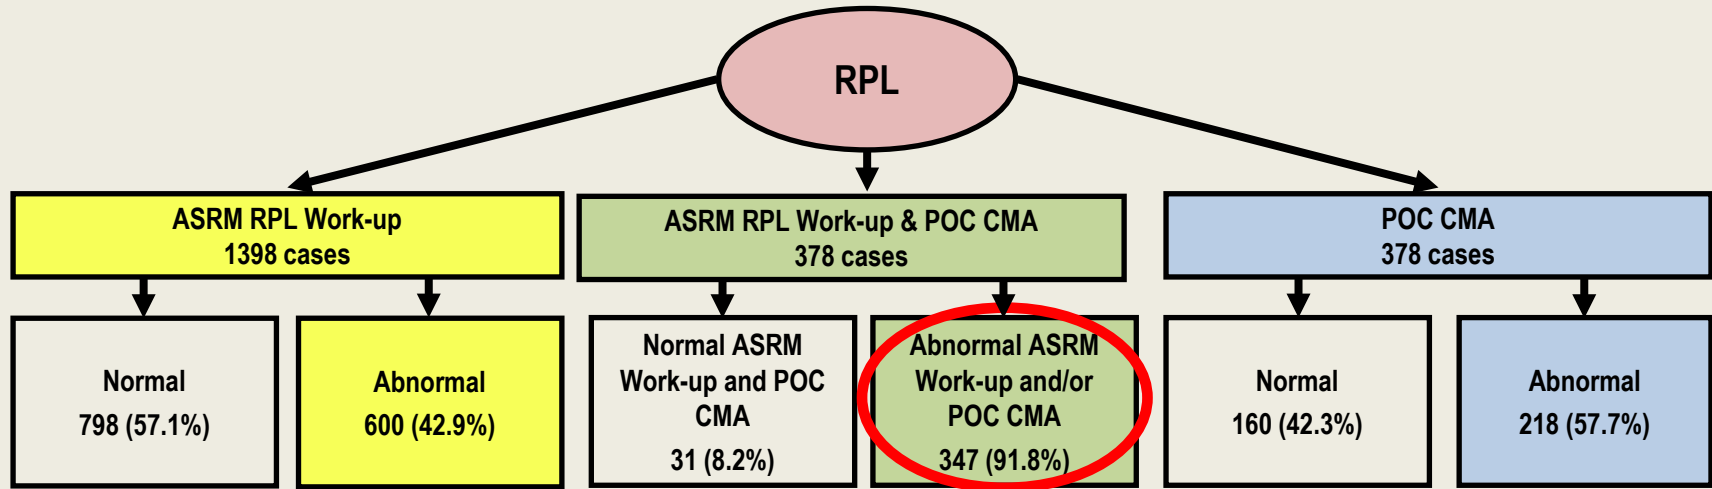 RPL
ASRM RPL Work-up
1398 cases
ASRM RPL Work-up & POC CMA
378 cases
POC CMA
378 cases
Normal
798 (57.1%)
Abnormal
600 (42.9%)
Normal ASRM
Work-up and POC
CMA
31 (8.2%)
Abnormal ASRM
Work-up and/or
POC CMA
347 (91.8%)
Normal
160 (42.3%)
Abnormal
218 (57.7%)